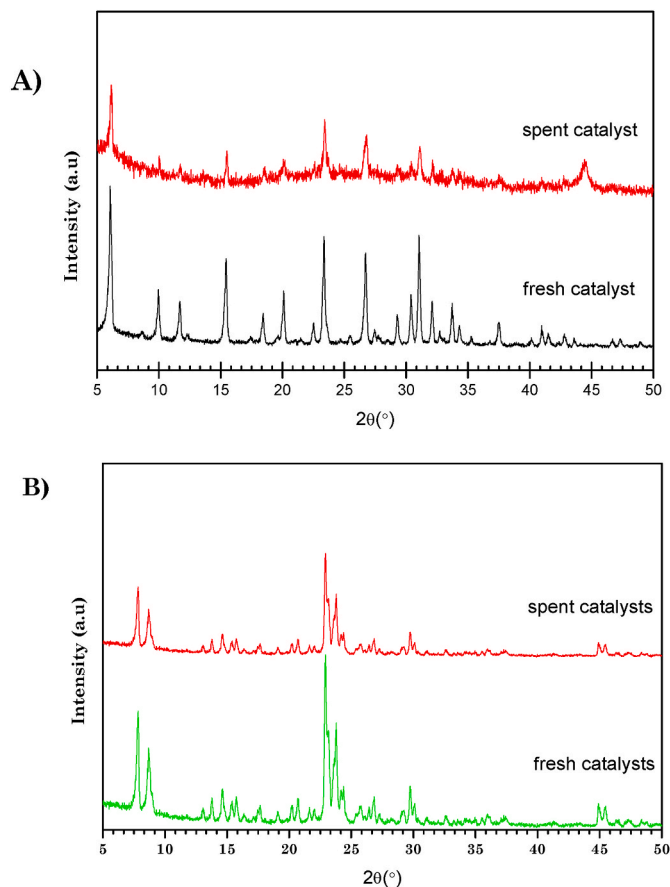 A)
spent catalyst
fresh catalyst
Intensity (a.u)
5 10 15 20 25 30 35 40 45 50
2θ(°)
B)
spent catalysts
fresh catalysts
Intensity (a.u)
5 10 15 20 25 30 35 40 45 50
2θ(°)